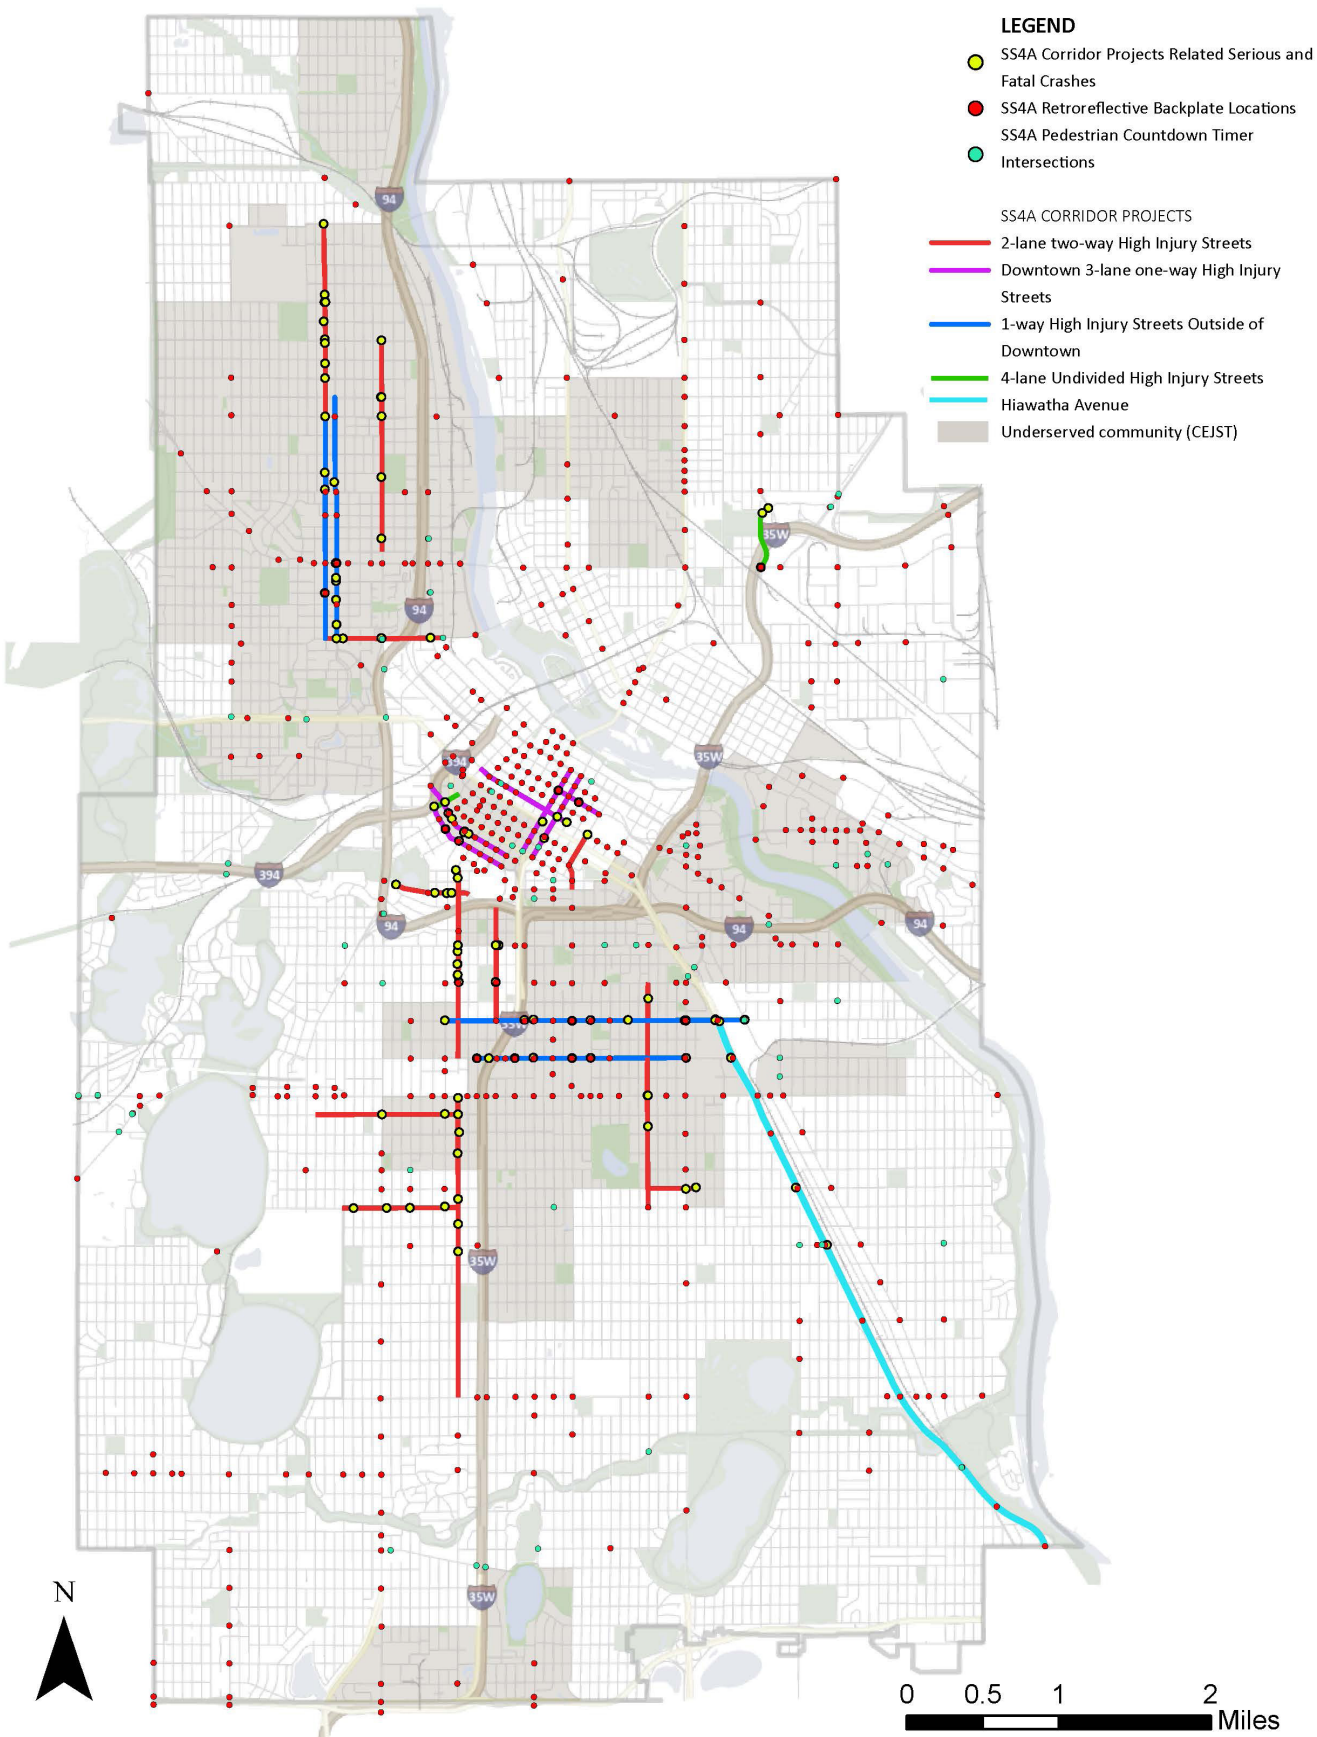 LEGEND
SS4A Corridor Projects Related Serious and
Fatal Crashes
SS4A Retroreflective Backplate Locations
SS4A Pedestrian Countdown Timer
Intersections
SS4A CORRIDOR PROJECTS
2-lane two-way High Injury Streets
Downtown 3-lane one-way High Injury
Streets
1-way High Injury Streets Outside of
Downtown
4-lane Undivided High Injury Streets
Hiawatha Avenue
Underserved community (CEJST)
94
35W
94
394
35W
394
94
94
94
35W
35W
35W
N
0 0.5 1 2
Miles